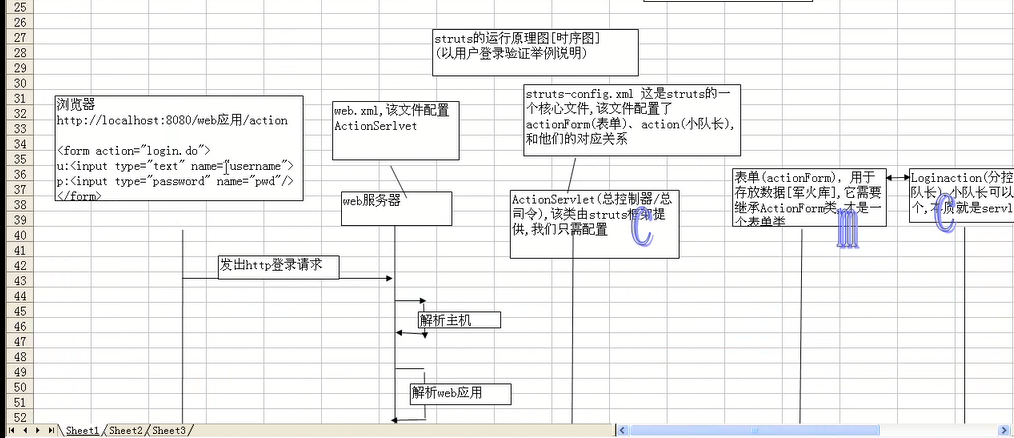 25
26
27
28
29
30
31
32
33
34
35
36
37
38
39
40
41
42
43
44
45
46
47
48
49
50
51
52
struts的运行原理图[时序图]
(以用户登录验证举例说明)
浏览器
http://localhost:8080/web应用/action
<form action="login.do">
u:<input type="text" name="username">
p:<input type="password" name="pwd"/>
</form>
web.xml,该文件配置
ActionSerlvet
web服务器
struts-config.xml 这是struts的一
个核心文件,该文件配置了
actionForm(表单)、action(小队长),
和他们的对应关系
ActionServlet(总控制器/总
司令),该类由struts框架提
供,我们只需配置
C
表单(actionForm), 用于
存放数据[军火库],它需要
继承ActionForm类,才是一
个表单类
m
Loginaction(分控
队长) 小队长可以
个,本质就是servl
C
发出http登录请求
解析主机
解析web应用
Sheet1 Sheet2 Sheet3